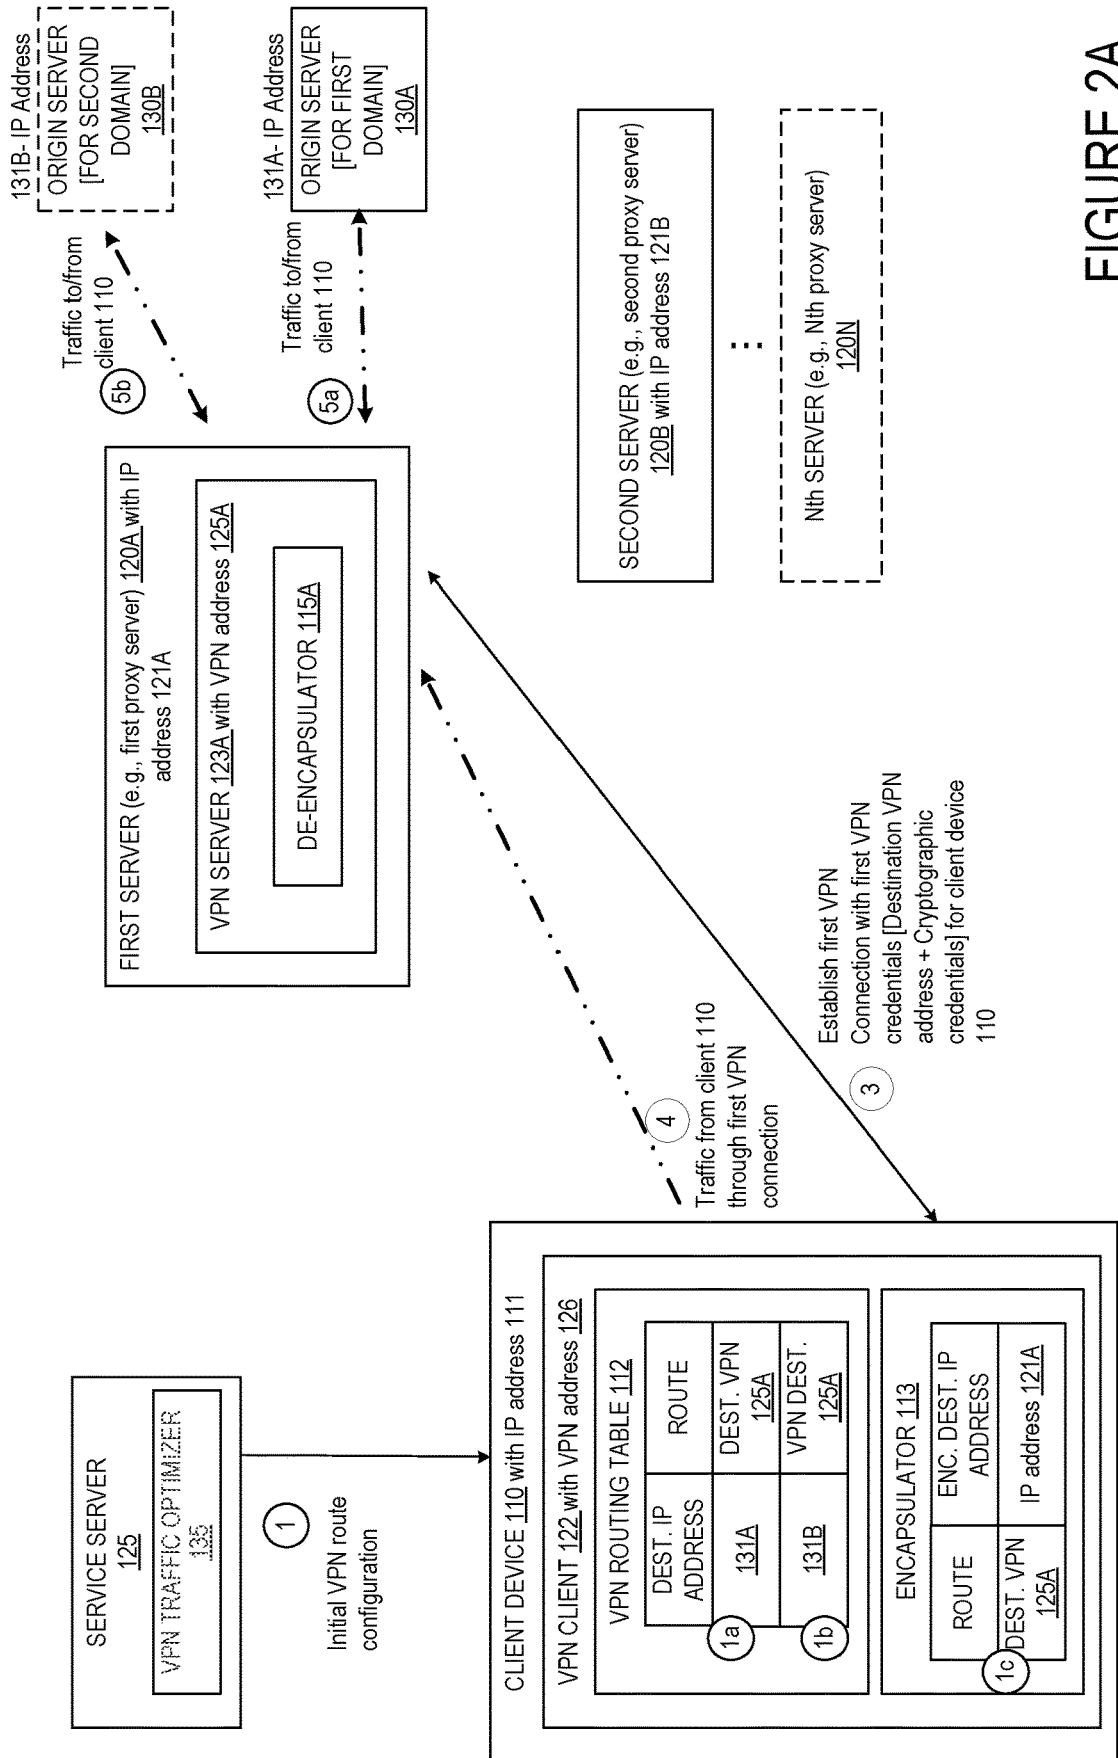 SERVICE SERVER
125
VPN TRAFFIC OPTIMIZER
135
1
Initial VPN route
configuration
CLIENT DEVICE 110 with IP address 111
VPN CLIENT 122 with VPN address 126
VPN ROUTING TABLE 112
DEST. IP
ADDRESS
ROUTE
1a
131A
DEST. VPN
125A
1b
131B
VPN DEST.
125A
ENCAPSULATOR 113
ROUTE
ENC. DEST. IP
ADDRESS
1c
DEST. VPN
125A
IP address 121A
4
Traffic from client 110
through first VPN
connection
3
Establish first VPN
Connection with first VPN
credentials [Destination VPN
address + Cryptographic
credentials] for client device
110
FIRST SERVER (e.g., first proxy server) 120A with IP
address 121A
VPN SERVER 123A with VPN address 125A
DE-ENCAPSULATOR 115A
5b
Traffic to/from
client 110
5a
Traffic to/from
client 110
131B- IP Address
ORIGIN SERVER
[FOR SECOND
DOMAIN]
130B
131A- IP Address
ORIGIN SERVER
[FOR FIRST
DOMAIN]
130A
SECOND SERVER (e.g., second proxy server)
120B with IP address 121B
...
Nth SERVER (e.g., Nth proxy server)
120N
FIGURE 2A